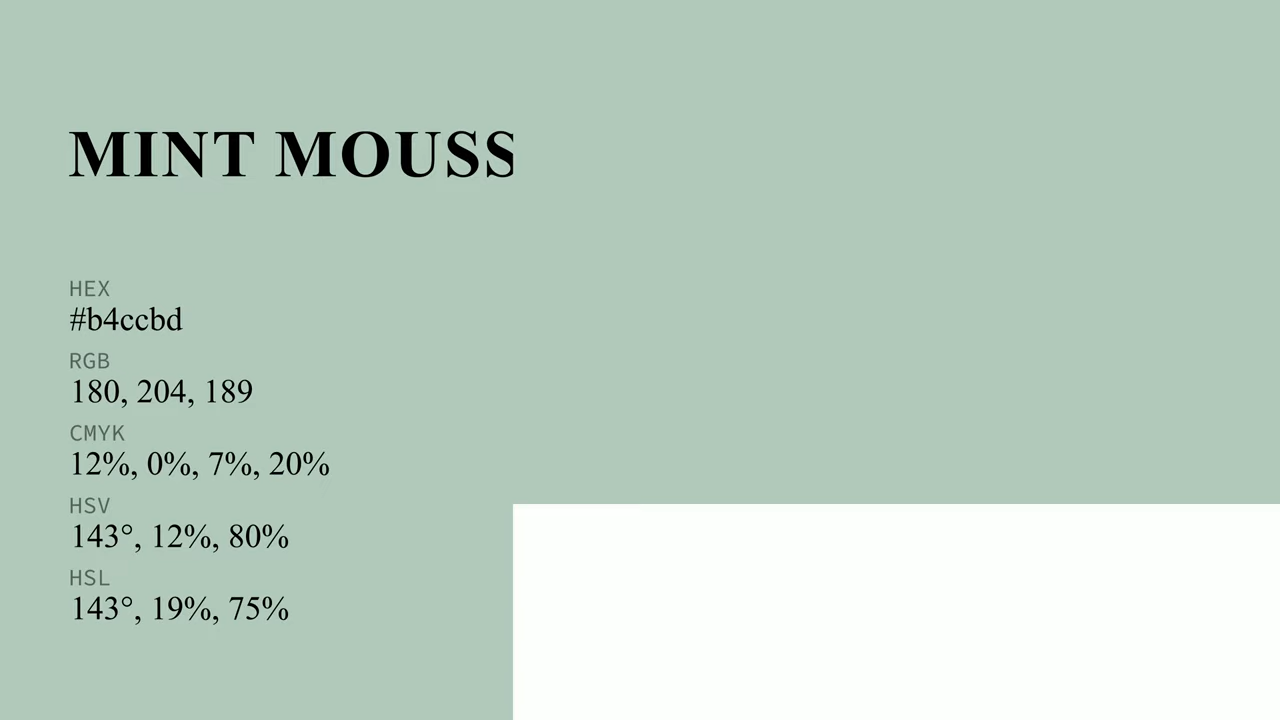 MINT MOUSS
HEX
#b4ccbd
RGB
180, 204, 189
CMYK
12%, 0%, 7%, 20%
HSV
143°, 12%, 80%
HSL
143°, 19%, 75%